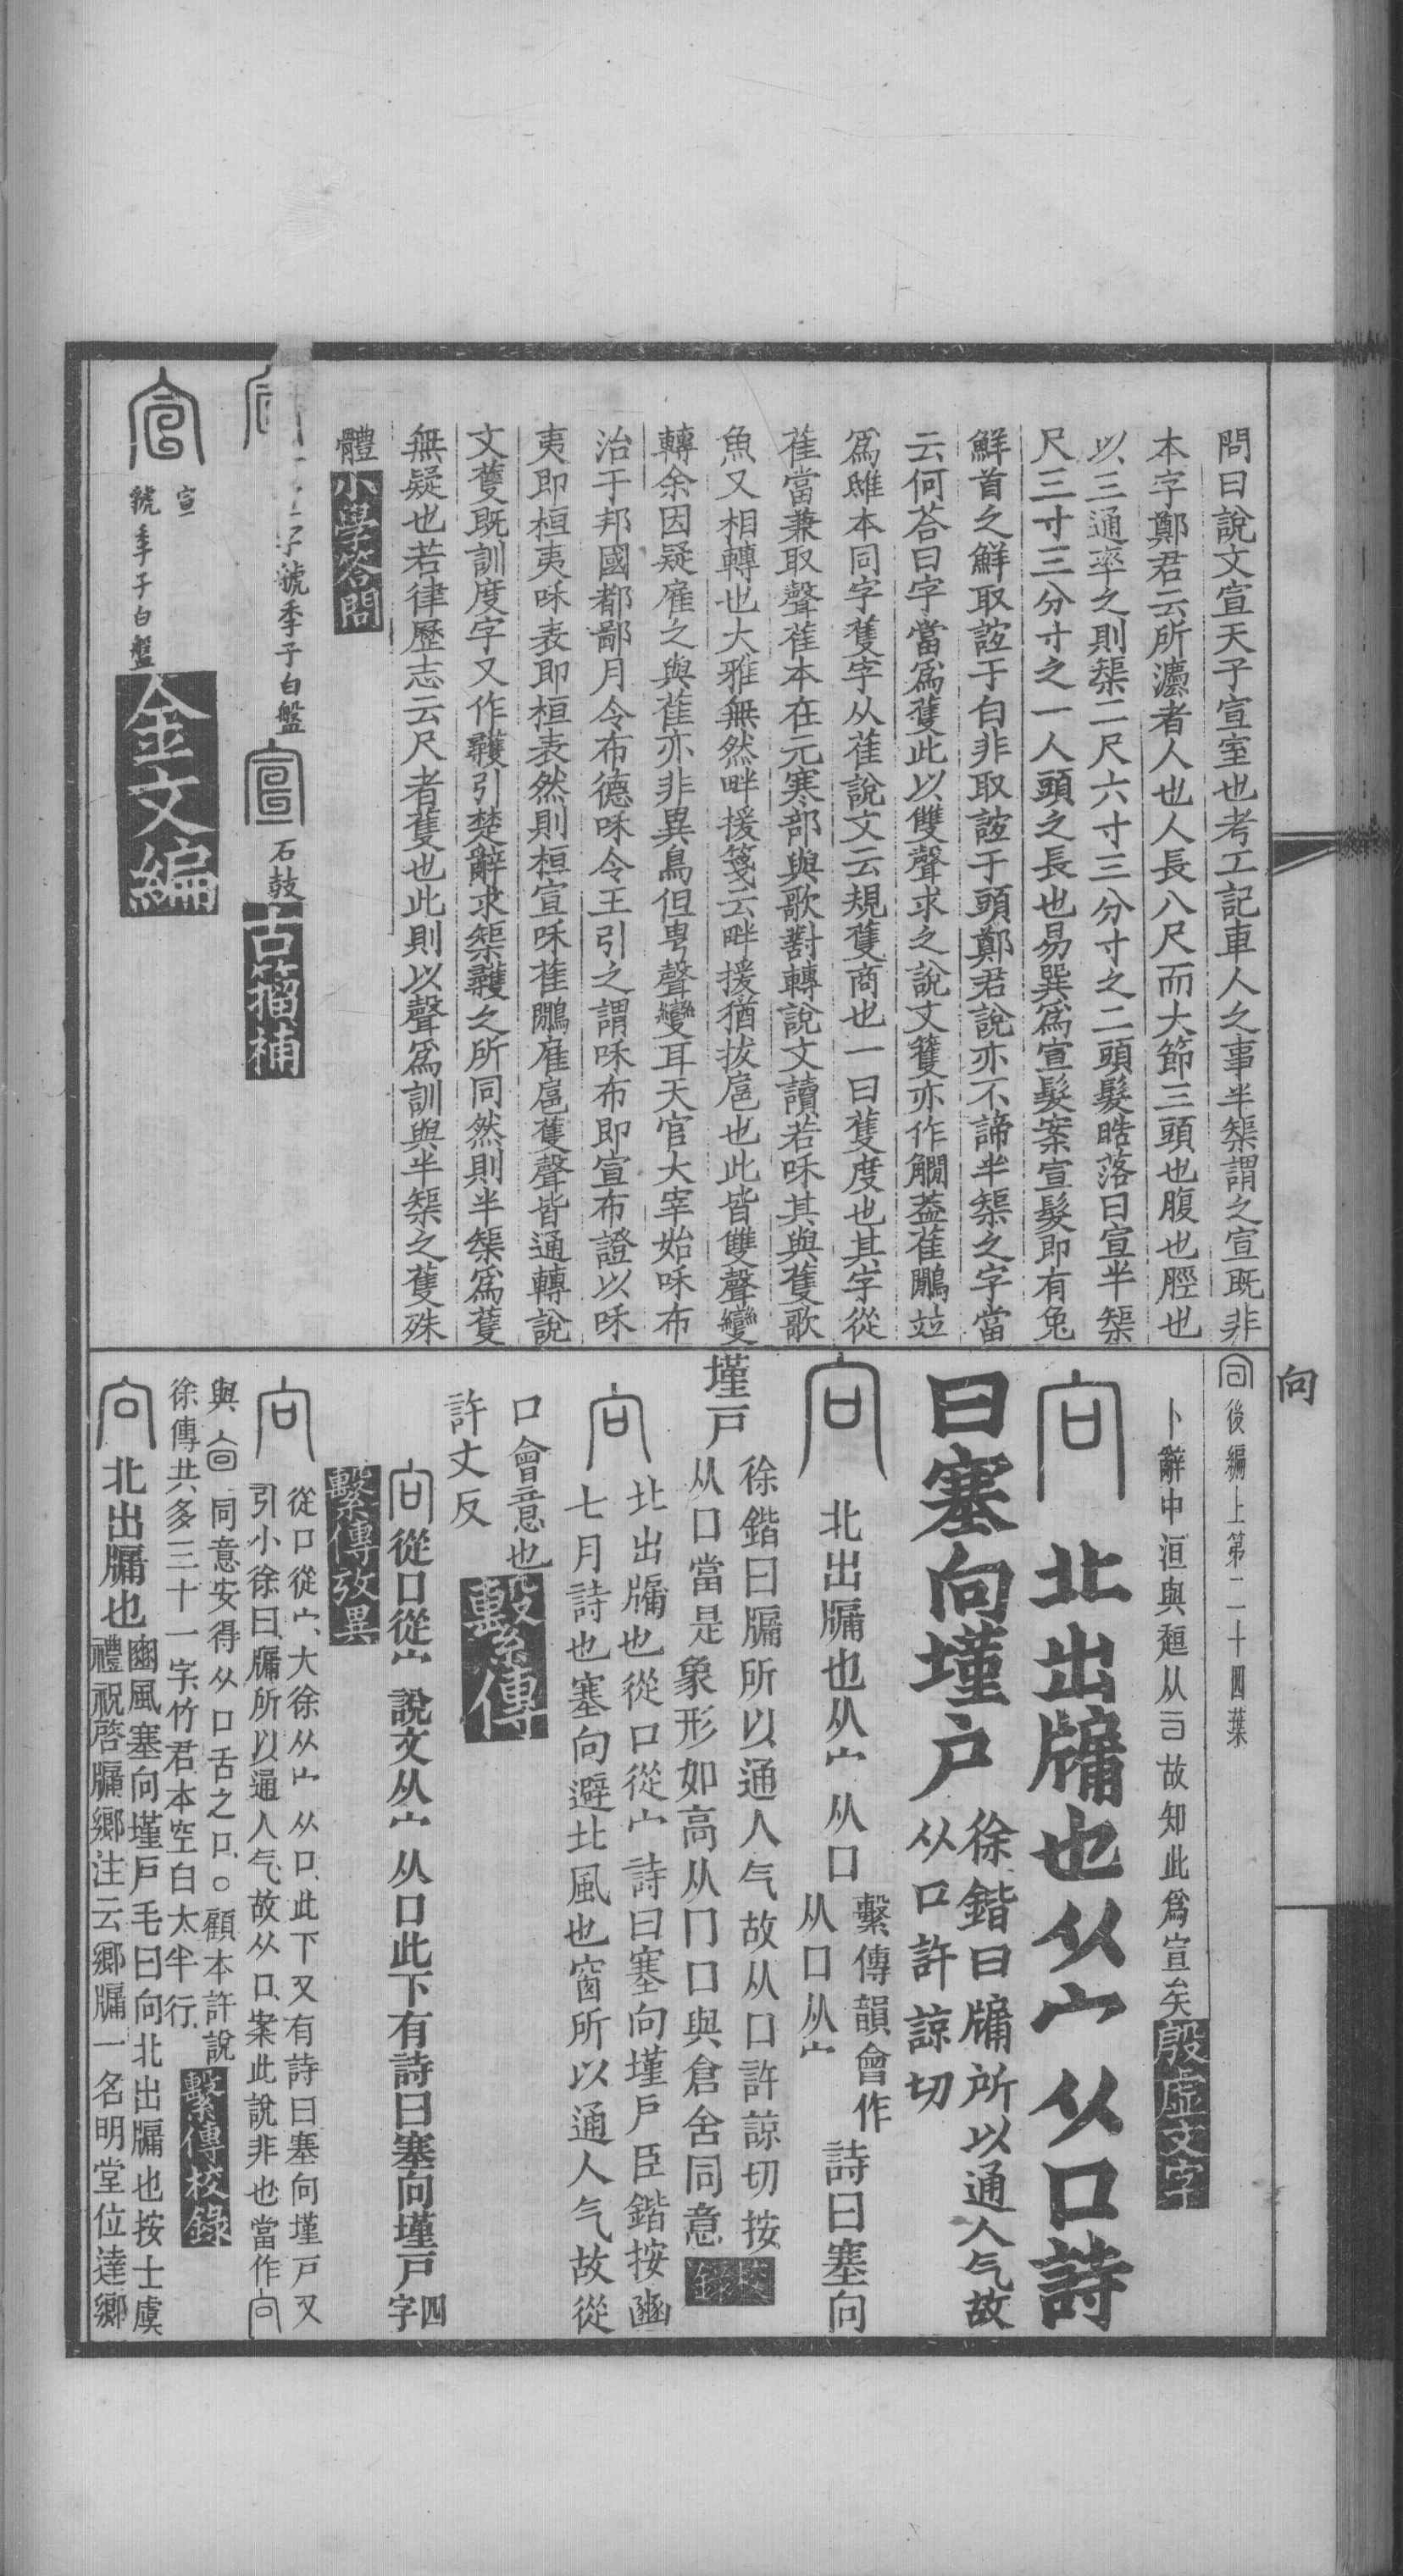 問曰說文宣天子宣室也考工記車人之事半榘謂之宣既非
本字鄭君云所灋者人也人長八尺而大節三頭也腹也脛也
以三通率之則榘二尺六寸三分寸之二頭髮晧落曰宣半榘
尺三寸三分寸之一人頭之長也易巽爲宣髮案宣髮即有兔
鮮首之鮮取誼于白非取誼于頭鄭君說亦不諦半榘之字當
云何荅曰字當爲蒦此以雙聲求之說文籰亦作䦚蓋雈鵬竝
爲雎本同字蒦字从雈說文云規蒦商也一曰蒦度也其字從
雈當兼取聲雈本在元寒部與歌對轉說文讀若咊其與蒦歌
魚又相轉也大雅無然畔援箋云畔援猶拔扈也此皆雙聲變
轉余因疑雇之與雈亦非異鳥但聲變耳天官大宰始咊布
治于邦國都鄙月令布德咊令王引之謂咊布即宣布證以咊
夷即桓夷咊表即桓表然則桓宣咊雈鵬雇扈蒦聲皆通轉說
文蒦既訓度字又作彠引楚辭求榘彠之所同然則半榘爲蒦
無疑也若律歷志云尺者蒦也此則以聲爲訓與半榘之蒦殊
體 小學答問
字虢季子白盤 石鼓 古籀補
宣 虢季子白盤 金文編
向
後編上第二十四葉
卜辭中洹與趄从故知此爲宣矣 殷虛文字
向 北出牖也从宀从口詩
曰塞向墐戶 徐鍇曰牖所以通人气故
从口許諒切
向 北出牖也从宀从口 繫傳韻會作
从口从宀 詩曰塞向
墐戶 徐鍇曰牖所以通人气故从口許諒切按
从口當是象形如高从冂口與倉舍同意 校錄
向 北出牖也從口從宀詩曰塞向墐戶臣鍇按豳
七月詩也塞向避北風也窗所以通人气故從
口會意也 繫傳
許丈反
向從口從宀 說文从宀从口此下有詩曰塞向墐戶四字
繫傳攷異
向 從口從宀大徐从宀从口此下又有詩曰塞向墐戶又
引小徐曰牖所以通人气故从口案此說非也當作向
與同意安得从口舌之口○顧本許說
徐傳共多三十一字竹君本空白大半行 繫傳校錄
向 北出牖也 豳風塞向墐戶毛曰向北出牖也按士虞
禮祝啓牖鄉注云鄉牖一名明堂位達鄉